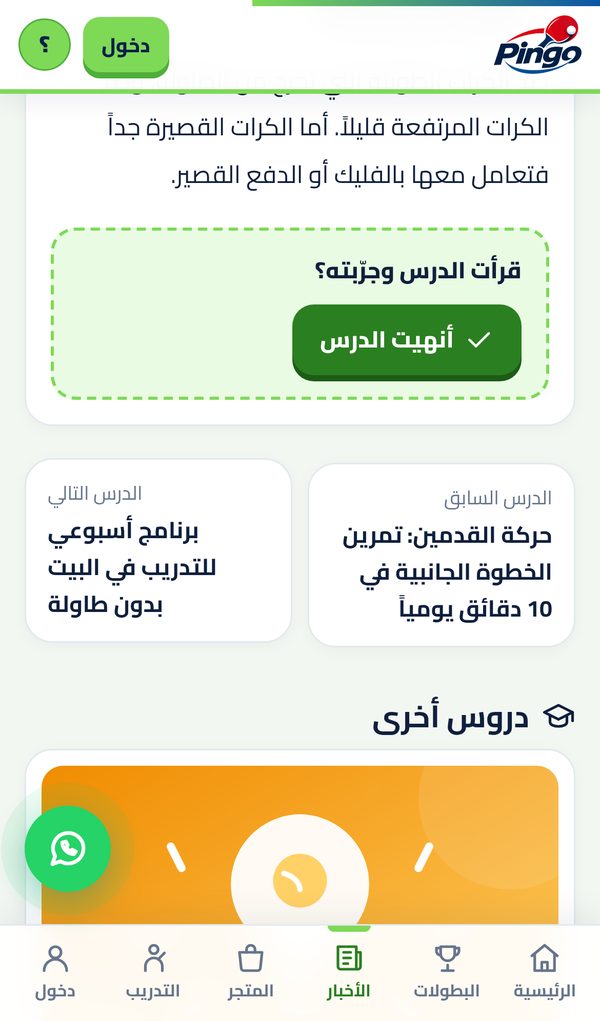 Pingo
دخول
؟
الكرات المرتفعة قليلاً. أما الكرات القصيرة جداً
فتعامل معها بالفليك أو الدفع القصير.
قرأت الدرس وجرّبته؟
أنهيت الدرس
الدرس السابق
حركة القدمين: تمرين
الخطوة الجانبية في
10 دقائق يومياً
الدرس التالي
برنامج أسبوعي
للتدريب في البيت
بدون طاولة
دروس أخرى
الرئيسية
البطولات
الأخبار
المتجر
التدريب
دخول